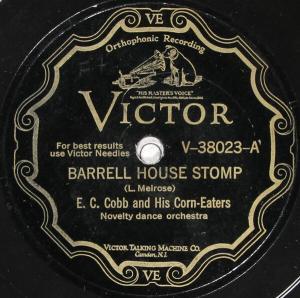 VE
Orthophonic Recording
"HIS MASTER'S VOICE"
VICTOR
For best results
use Victor Needles
V-38023-A
BARRELL HOUSE STOMP
(L. Melrose)
E. C. Cobb and His Corn-Eaters
Novelty dance orchestra
VICTOR TALKING MACHINE CO.
Camden, N.J.
VE